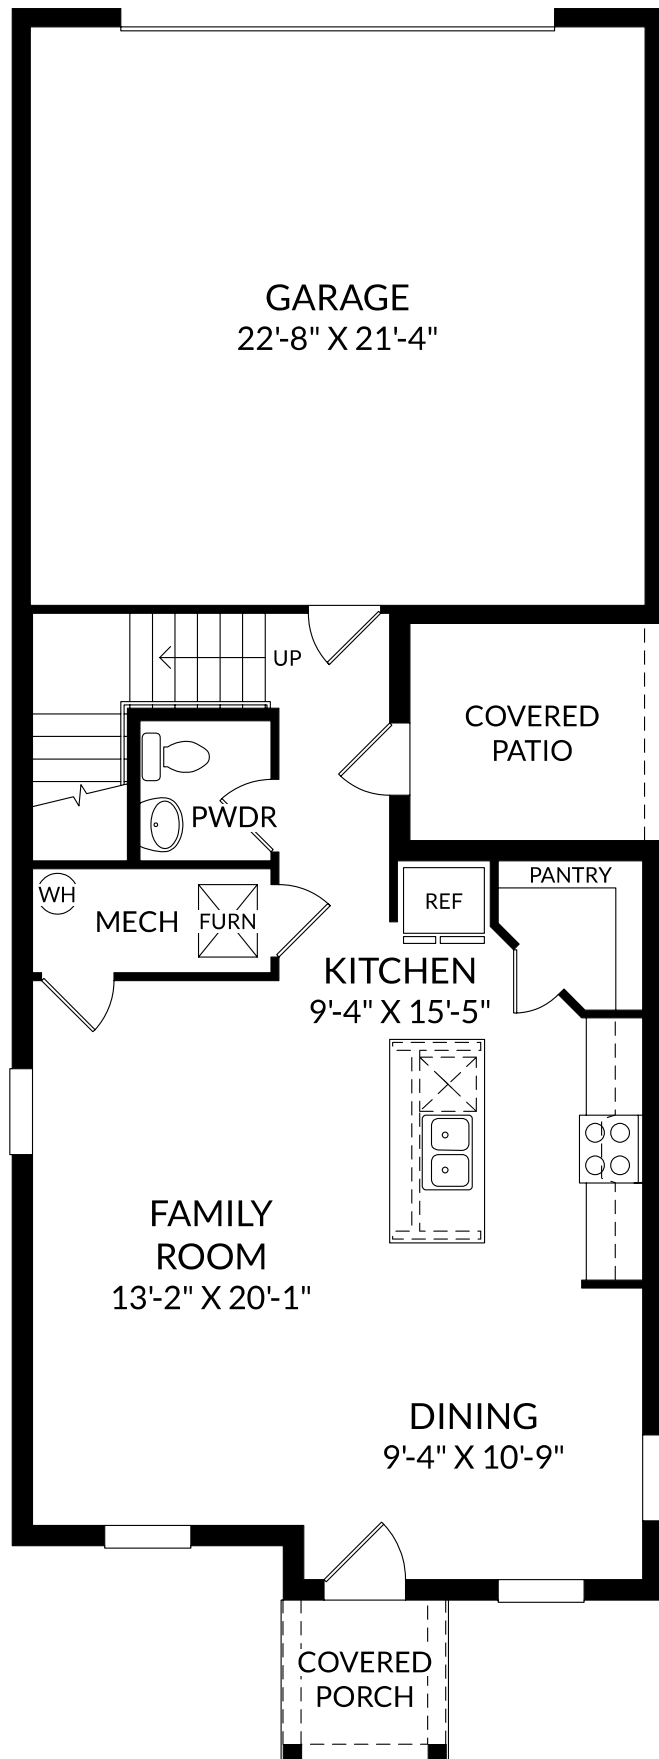 GARAGE
22'-8" X 21'-4"
UP
COVERED
PATIO
PWDR
PANTRY
WH
MECH
FURN
REF
KITCHEN
9'-4" X 15'-5"
FAMILY
ROOM
13'-2" X 20'-1"
DINING
9'-4" X 10'-9"
COVERED
PORCH